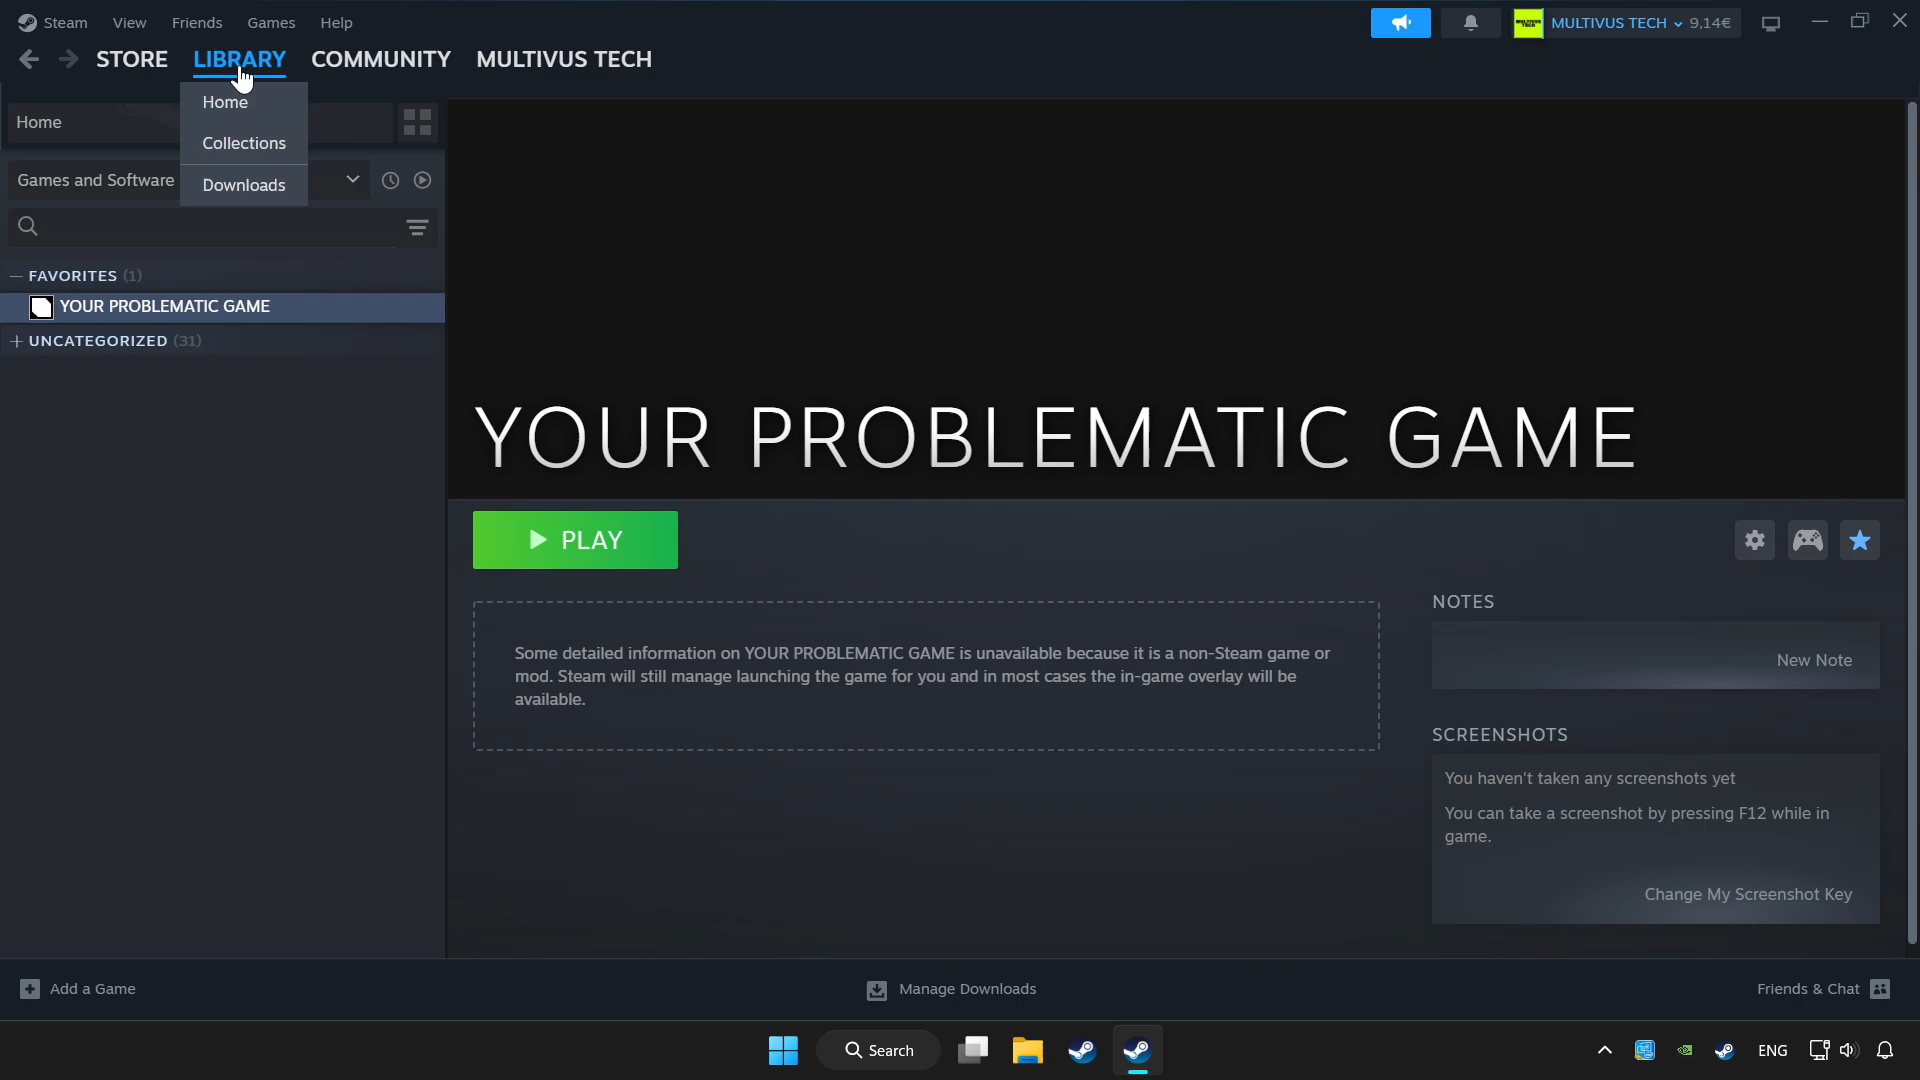 Steam View Friends Games Help
MULTIVUS TECH 9,14€
STORE LIBRARY COMMUNITY MULTIVUS TECH
Home
Collections
Downloads
Home
Games and Software
FAVORITES (1)
YOUR PROBLEMATIC GAME
UNCATEGORIZED (31)
YOUR PROBLEMATIC GAME
PLAY
Some detailed information on YOUR PROBLEMATIC GAME is unavailable because it is a non-Steam game or
mod. Steam will still manage launching the game for you and in most cases the in-game overlay will be
available.
NOTES
New Note
SCREENSHOTS
You haven't taken any screenshots yet
You can take a screenshot by pressing F12 while in
game.
Change My Screenshot Key
Add a Game
Manage Downloads
Friends & Chat
Search
ENG